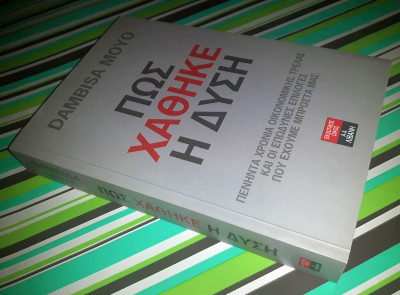 DAMBISA MOYO
ΠΩΣ
ΧΑΘΗΚΕ
Η ΔΥΣΗ
ΠΕΝΗΝΤΑ ΧΡΟΝΙΑ ΟΙΚΟΝΟΜΙΚΗΣ ΤΡΕΛΑΣ
ΚΑΙ ΟΙ ΕΠΩΔΥΝΕΣ ΕΠΙΛΟΓΕΣ
ΠΟΥ ΕΧΟΥΜΕ ΜΠΡΟΣΤΑ ΜΑΣ
ΛΙΒΑΝΗ
ΠΩΣ ΧΑΘΗΚΕ Η ΔΥΣΗ